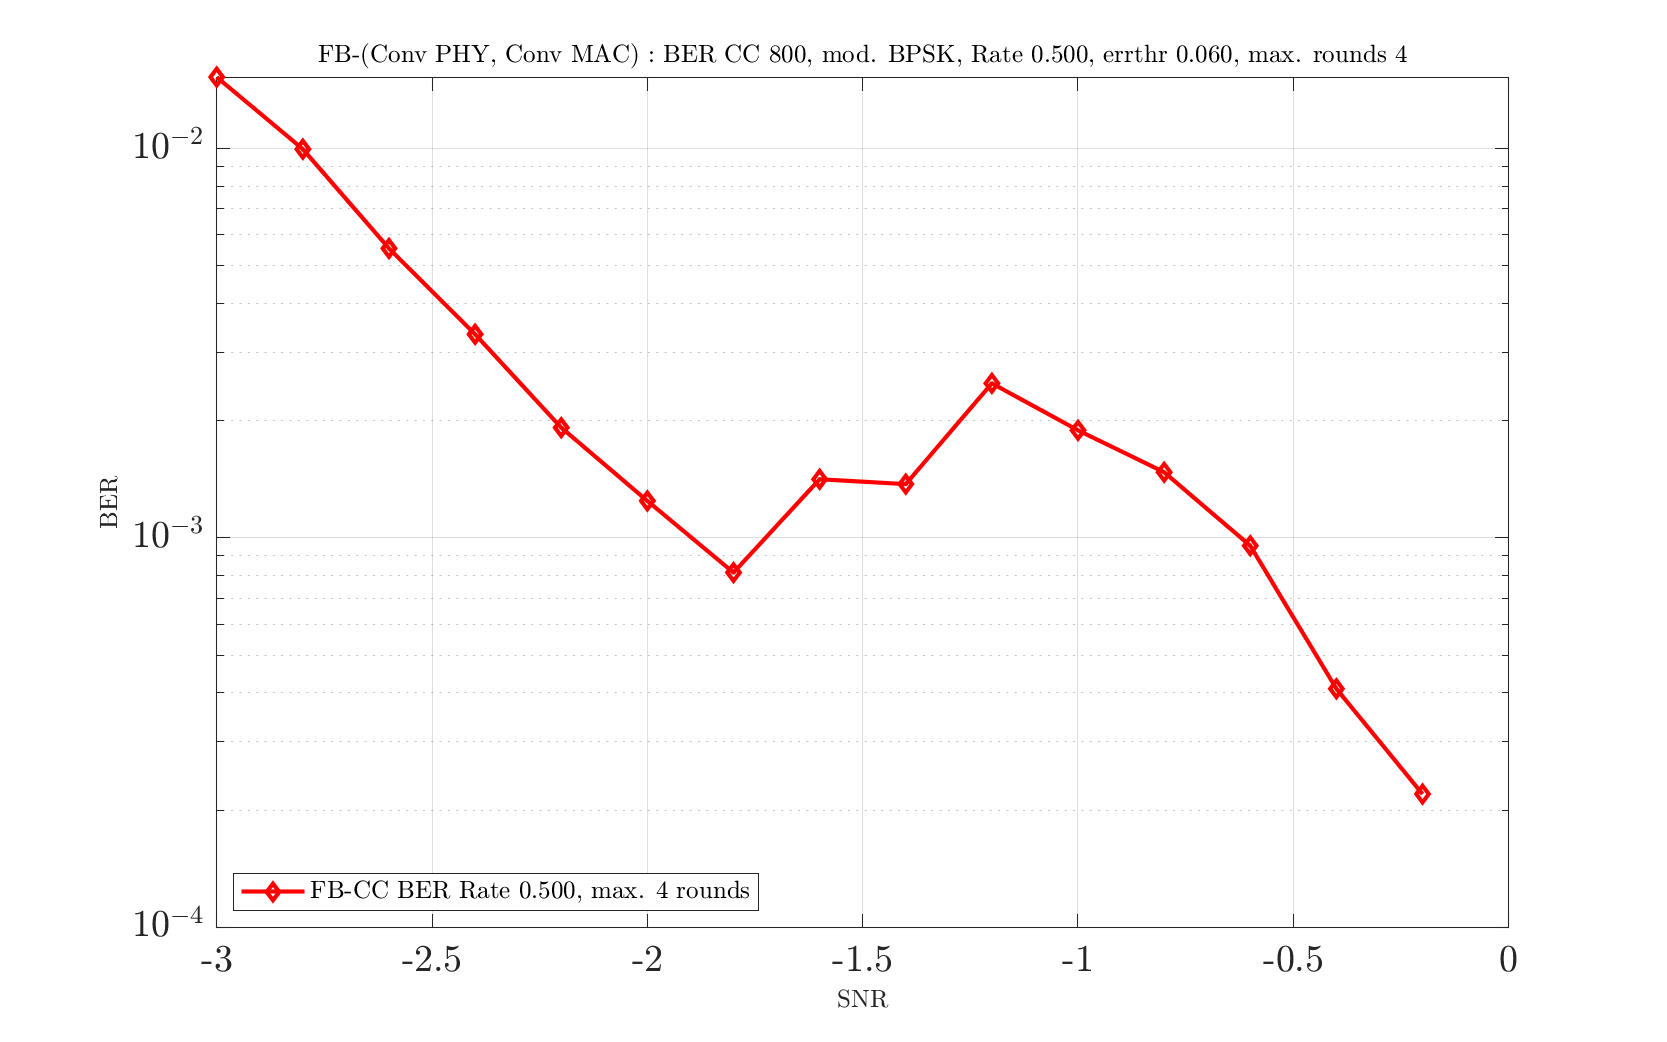 FB-(Conv PHY, Conv MAC) : BER CC 800, mod. BPSK, Rate 0.500, errthr 0.060, max. rounds 4
10⁻²
BER
10⁻³
FB-CC BER Rate 0.500, max. 4 rounds
10⁻⁴
-3 -2.5 -2 -1.5 -1 -0.5 0
SNR